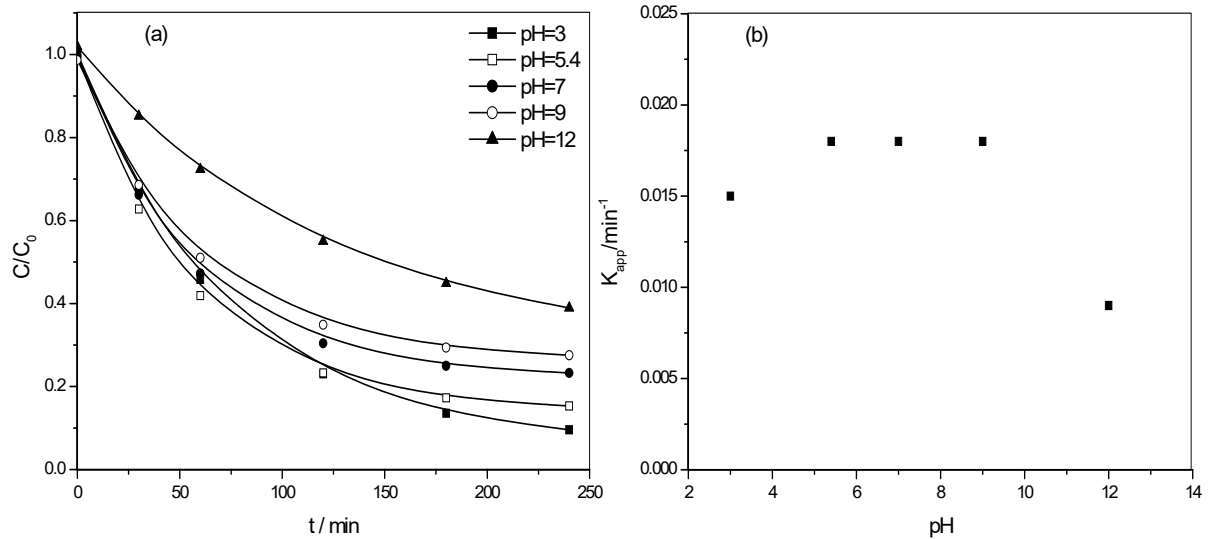 (a)
pH=3
pH=5.4
pH=7
pH=9
pH=12
1.0
0.8
0.6
0.4
0.2
0.0
C/C₀
0 50 100 150 200 250
t / min
(b)
0.025
0.020
0.015
0.010
0.005
0.000
Kₐₚₚ/min⁻¹
2 4 6 8 10 12 14
pH